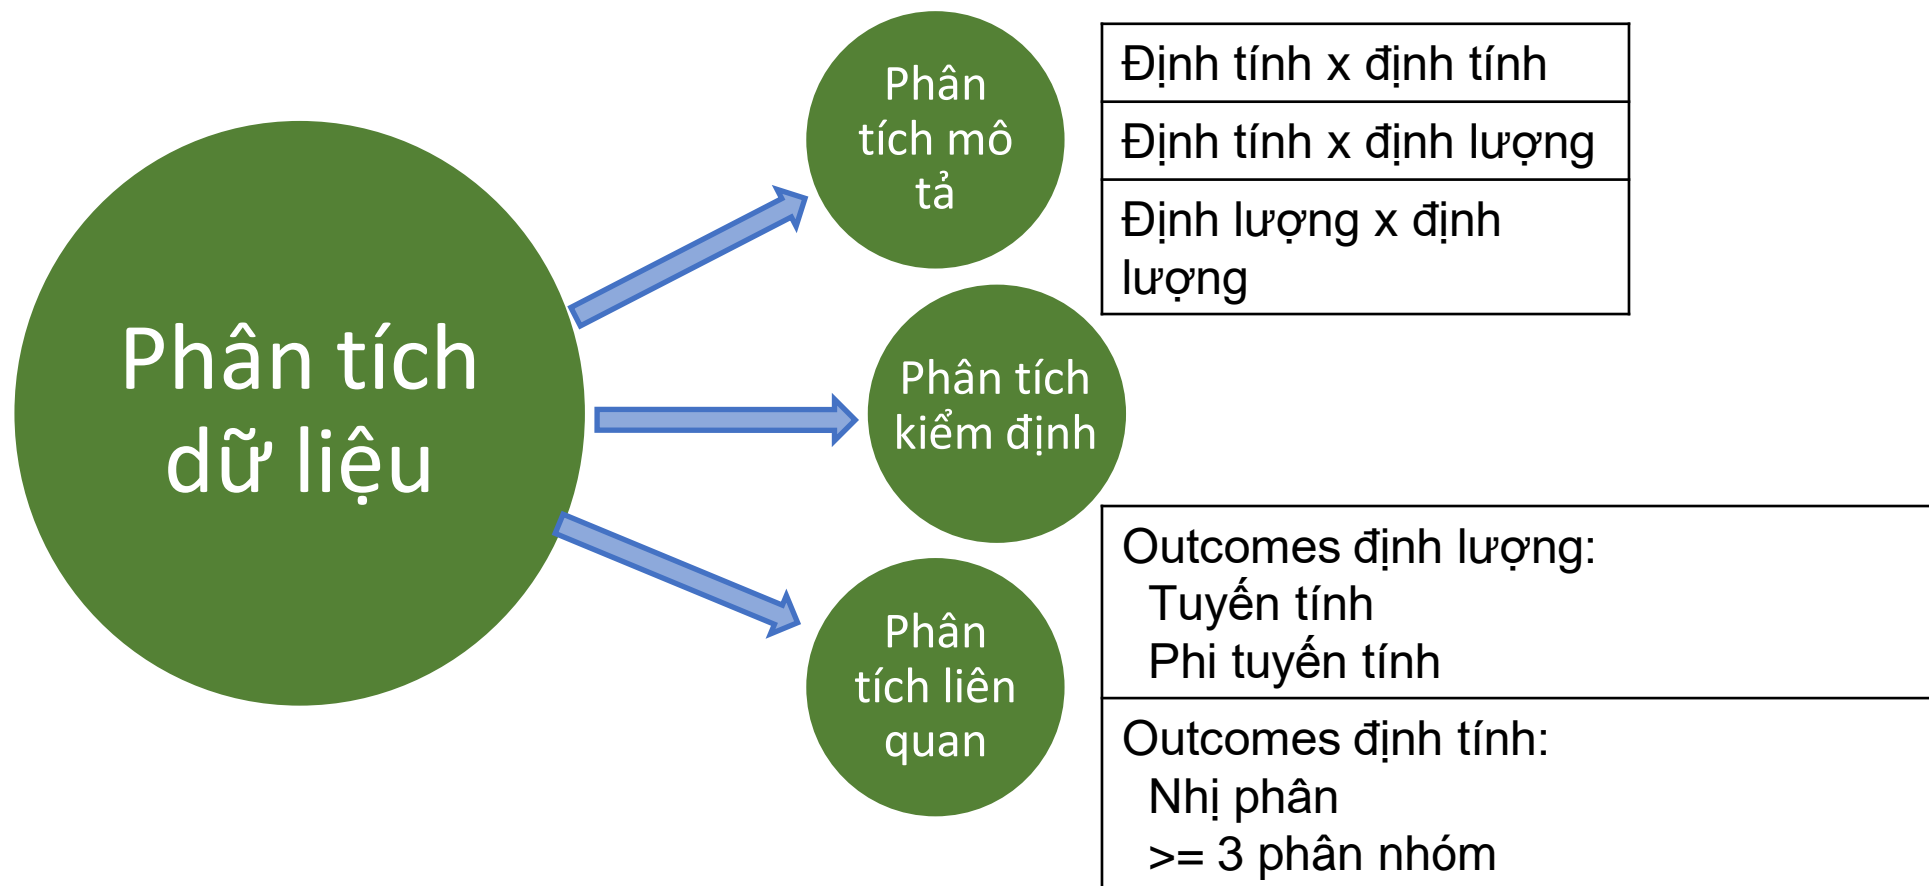 Phân tích
dữ liệu
Phân
tích mô
tả
Định tính x định tính
Định tính x định lượng
Định lượng x định
lượng
Phân tích
kiểm định
Phân
tích liên
quan
Outcomes định lượng:
Tuyến tính
Phi tuyến tính
Outcomes định tính:
Nhị phân
>= 3 phân nhóm